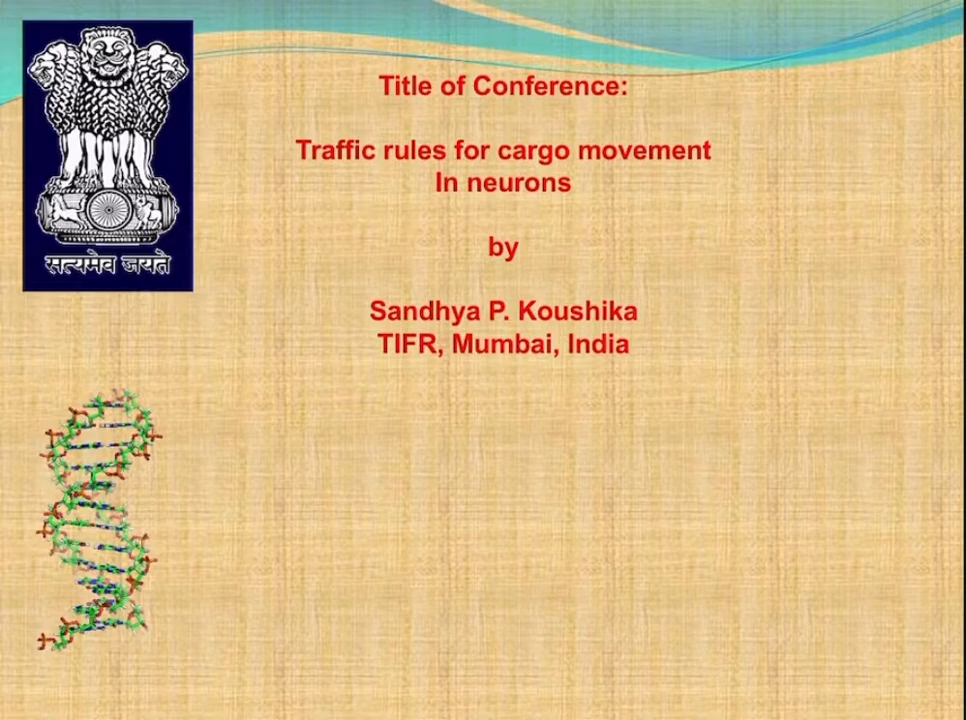 Title of Conference:
Traffic rules for cargo movement
In neurons
by
Sandhya P. Koushika
TIFR, Mumbai, India
सत्यमेव जयते